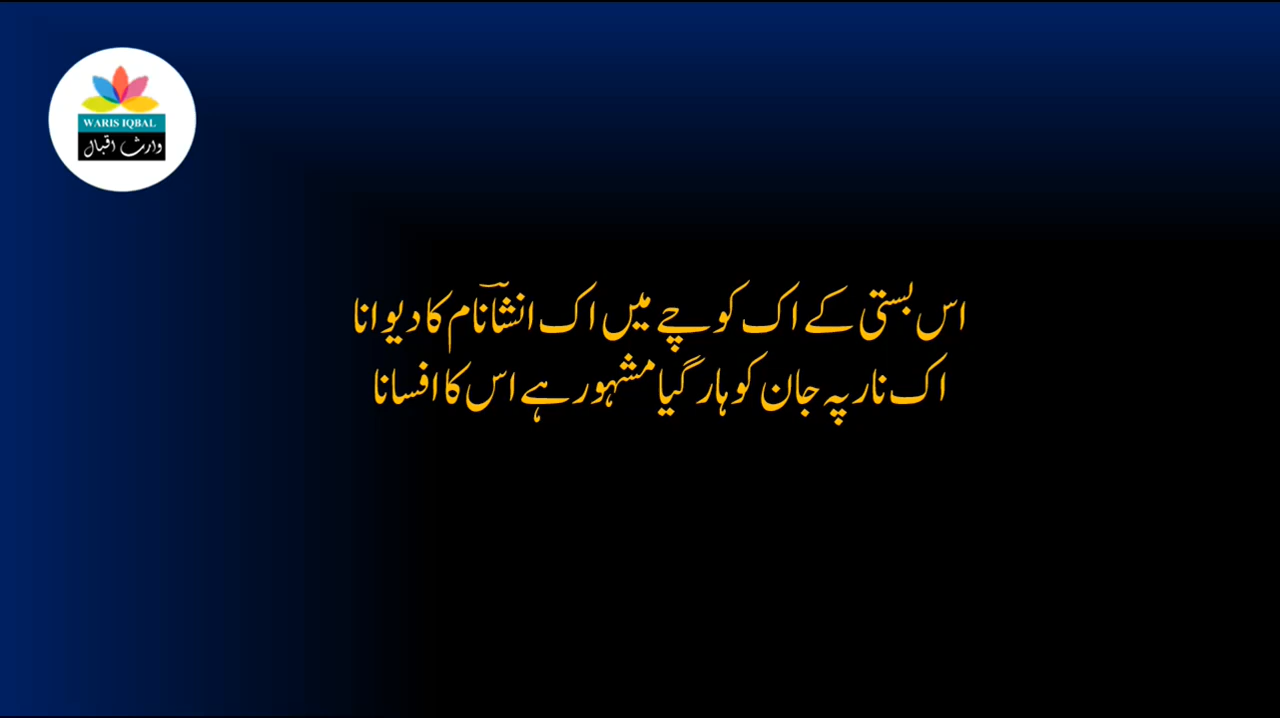 WARIS IQBAL
وارث اقبال
اس بستی کے اک کوچے میں اک انشاؔ نام کا دیوانا
اک نار پہ جان کو ہار گیا مشہور ہے اس کا افسانا